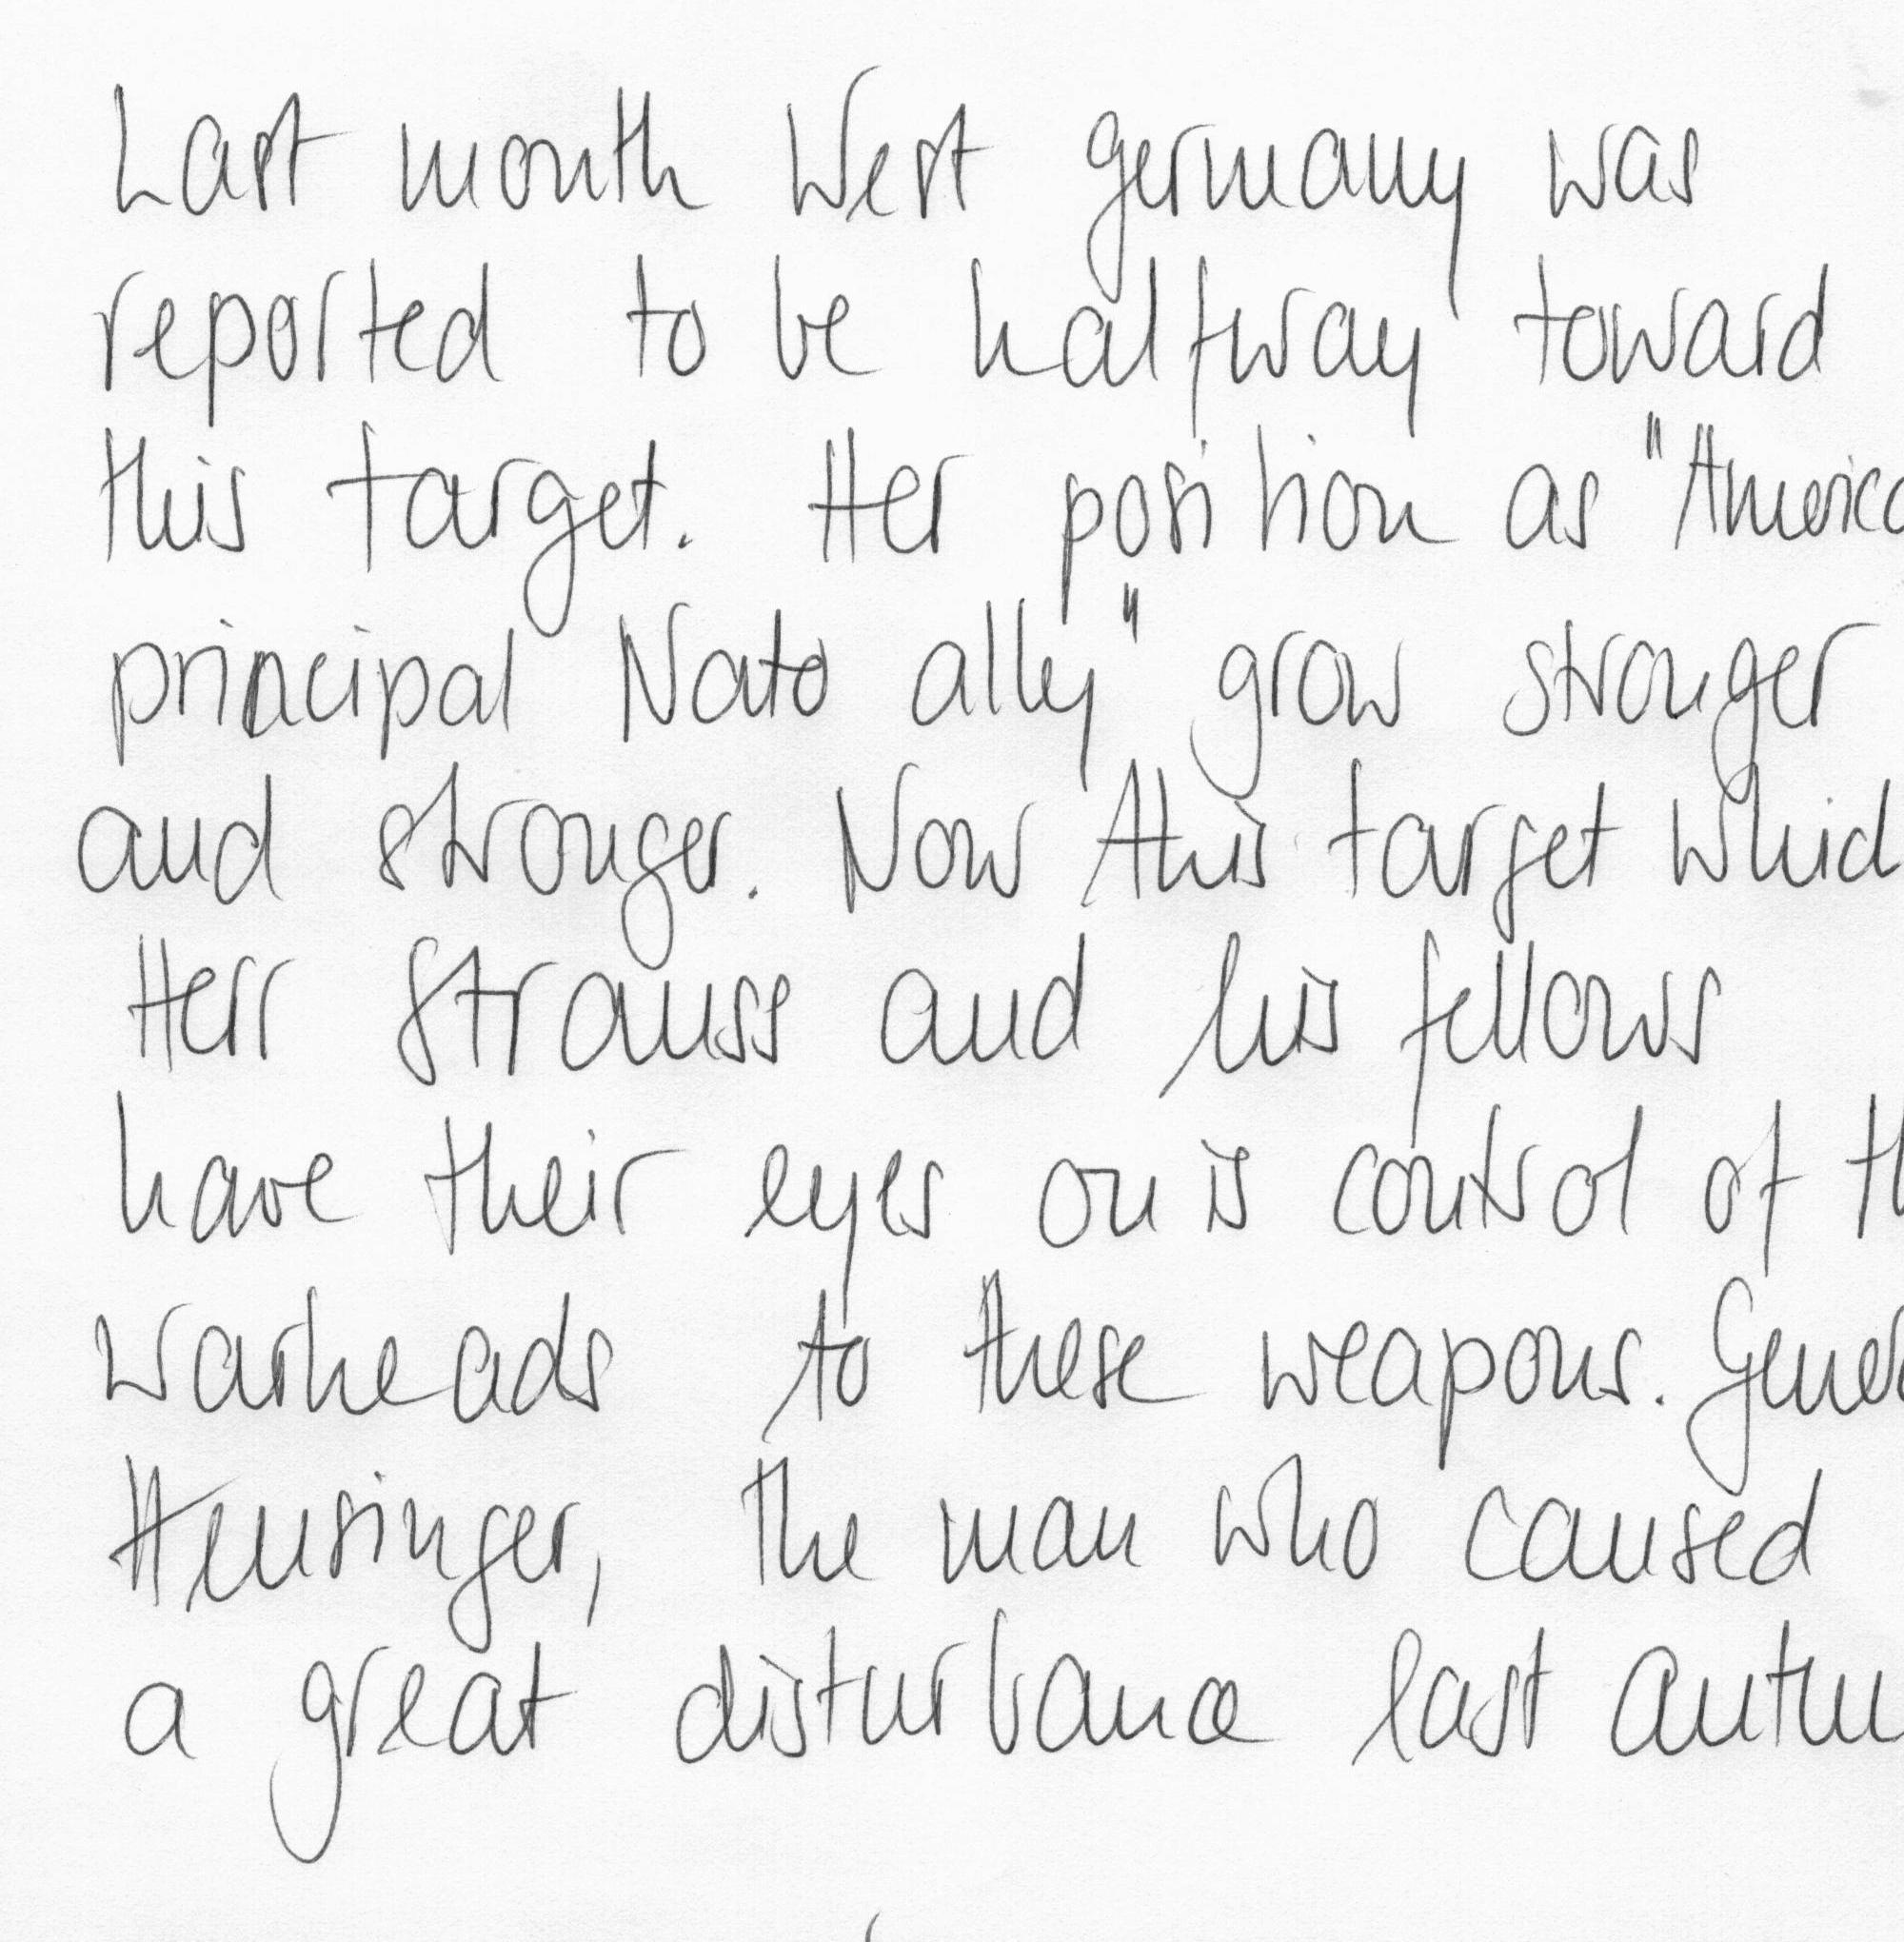 Last month West Germany was
reported to be halfway toward
this target. Her position as "America
principal Nato ally" grow stronger
and stronger. Now this target which
Herr Strauss and his fellows
have their eyes on is control of th
warheads to these weapons. Gener
Heusinger, the man who caused
a great disturbance last autu